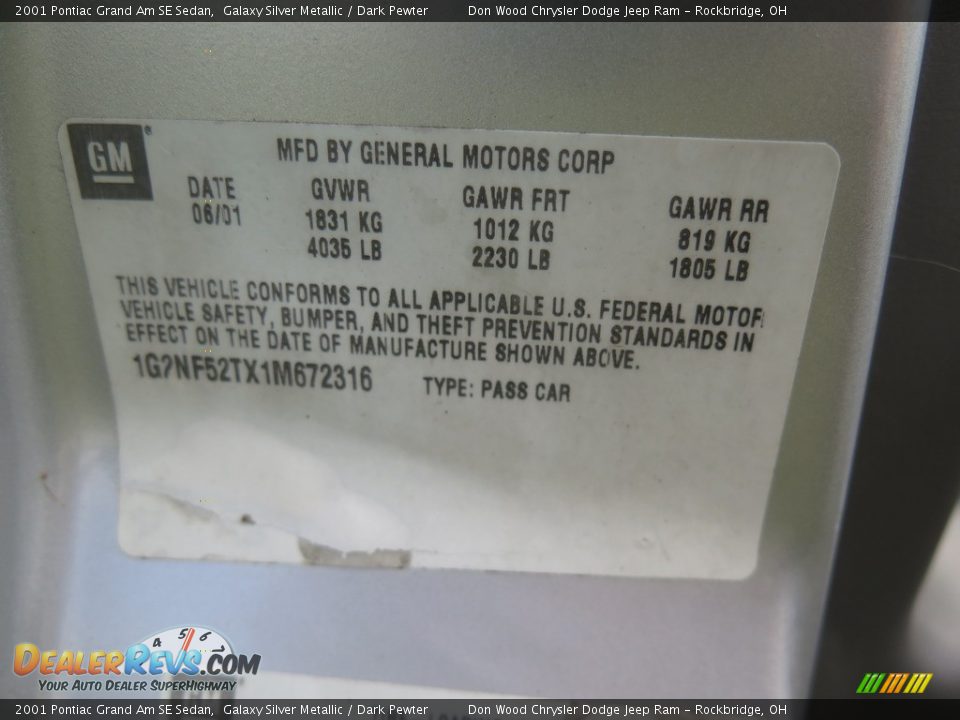 2001 Pontiac Grand Am SE Sedan, Galaxy Silver Metallic / Dark Pewter Don Wood Chrysler Dodge Jeep Ram – Rockbridge, OH
GM®
MFD BY GENERAL MOTORS CORP
DATE GVWR GAWR FRT GAWR RR
06/01 1831 KG 1012 KG 819 KG
4035 LB 2230 LB 1805 LB
THIS VEHICLE CONFORMS TO ALL APPLICABLE U.S. FEDERAL MOTOR
VEHICLE SAFETY, BUMPER, AND THEFT PREVENTION STANDARDS IN
EFFECT ON THE DATE OF MANUFACTURE SHOWN ABOVE.
1G2NF52TX1M672316 TYPE: PASS CAR
4 5 6
DEALERREVS.COM
YOUR AUTO DEALER SUPERHIGHWAY
2001 Pontiac Grand Am SE Sedan, Galaxy Silver Metallic / Dark Pewter Don Wood Chrysler Dodge Jeep Ram – Rockbridge, OH